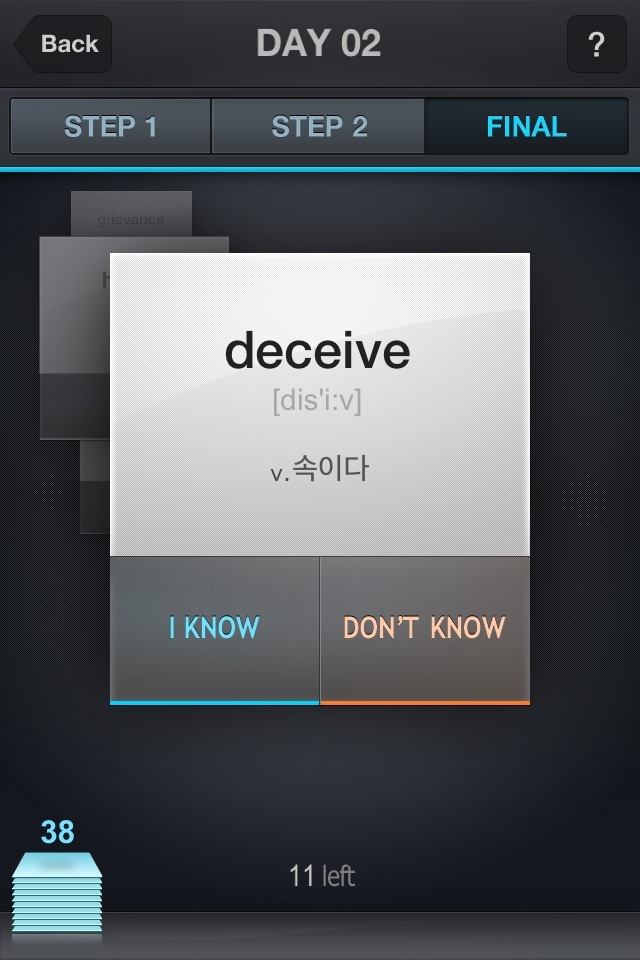 Back
DAY 02
?
STEP 1
STEP 2
FINAL
grievance
deceive
[dis'i:v]
v.속이다
I KNOW
DON'T KNOW
38
11 left